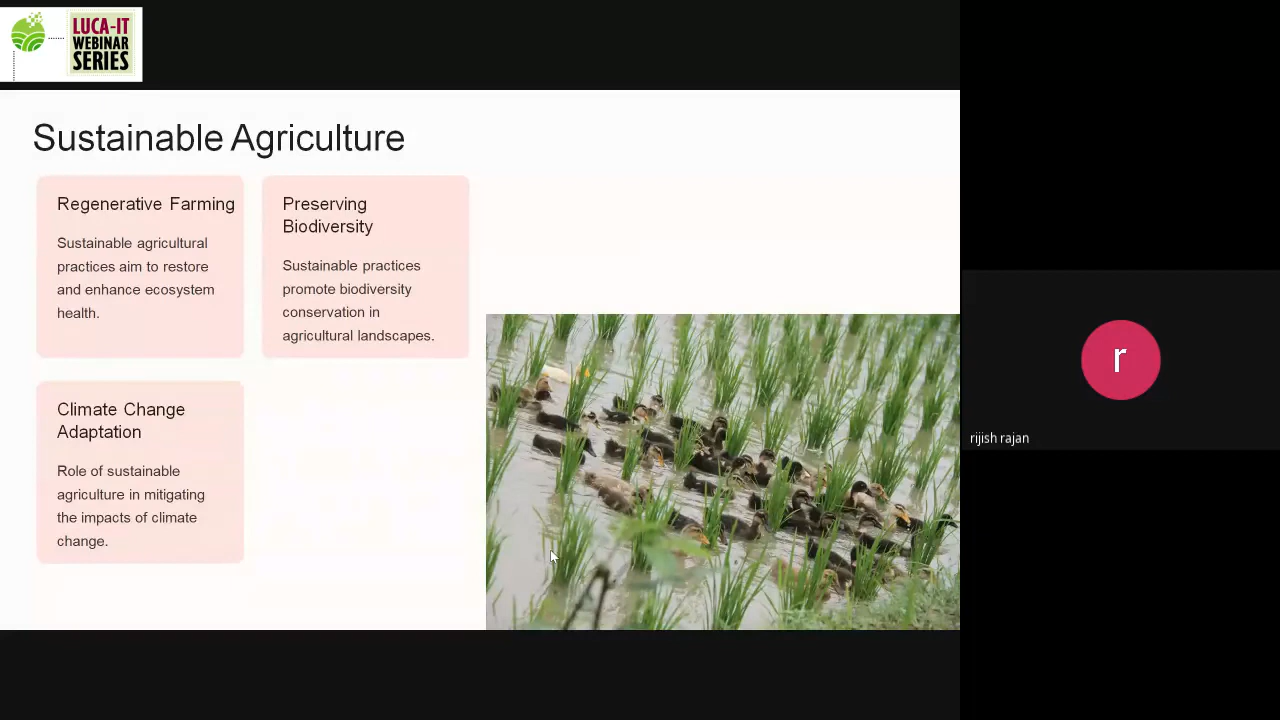 LUCA-IT
WEBINAR
SERIES
Sustainable Agriculture
Regenerative Farming
Sustainable agricultural
practices aim to restore
and enhance ecosystem
health.
Preserving
Biodiversity
Sustainable practices
promote biodiversity
conservation in
agricultural landscapes.
Climate Change
Adaptation
Role of sustainable
agriculture in mitigating
the impacts of climate
change.
r
rijish rajan